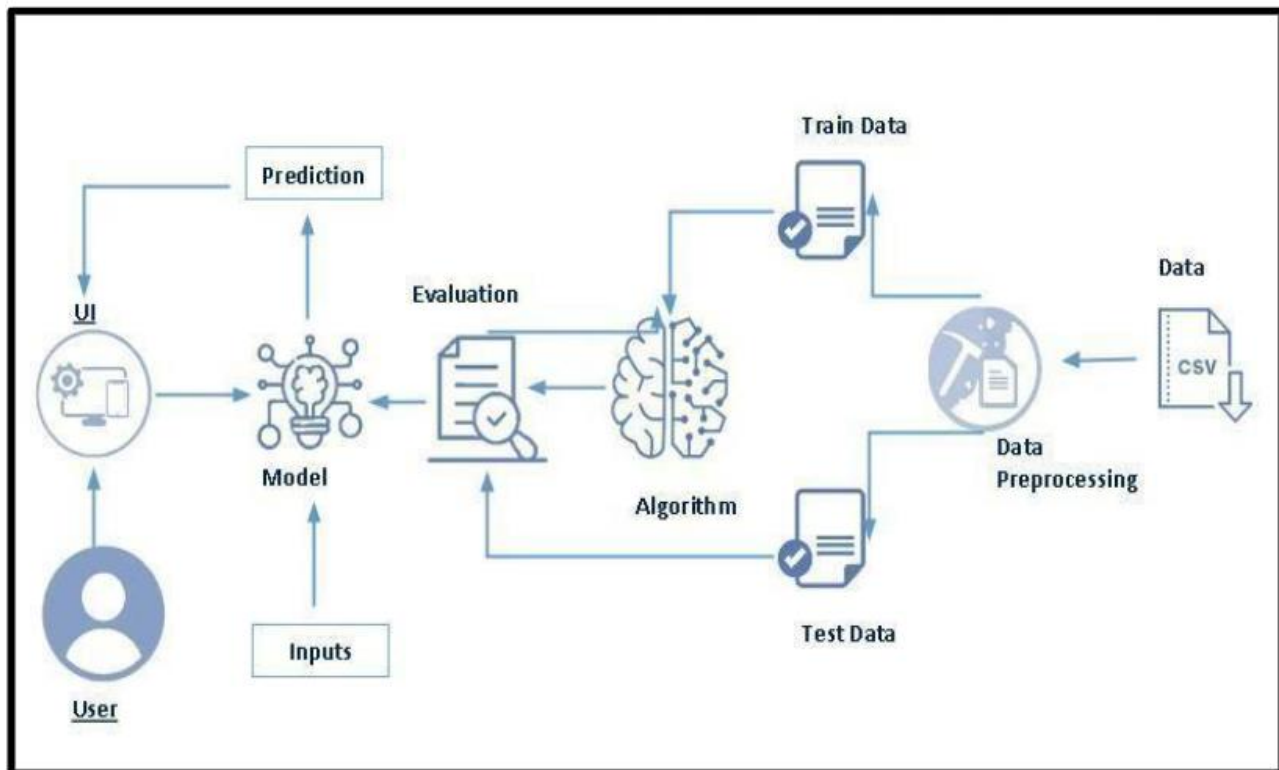 Train Data
Prediction
Data
Evaluation
UI
CSV
Model
Data
Preprocessing
Algorithm
Inputs
Test Data
User